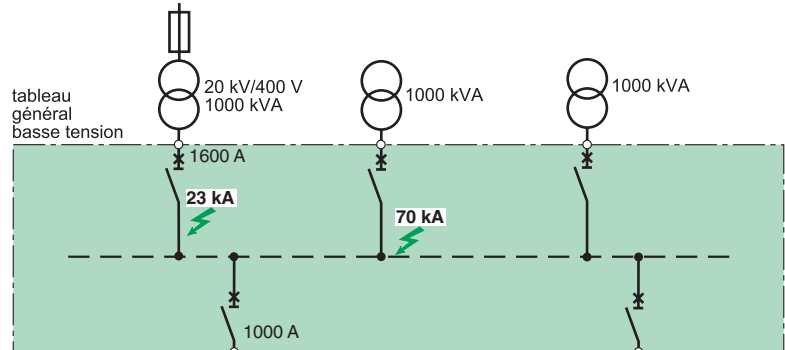 20 kV/400 V
1000 kVA
1000 kVA
1000 kVA
tableau
général
basse tension
1600 A
23 kA
70 kA
1000 A